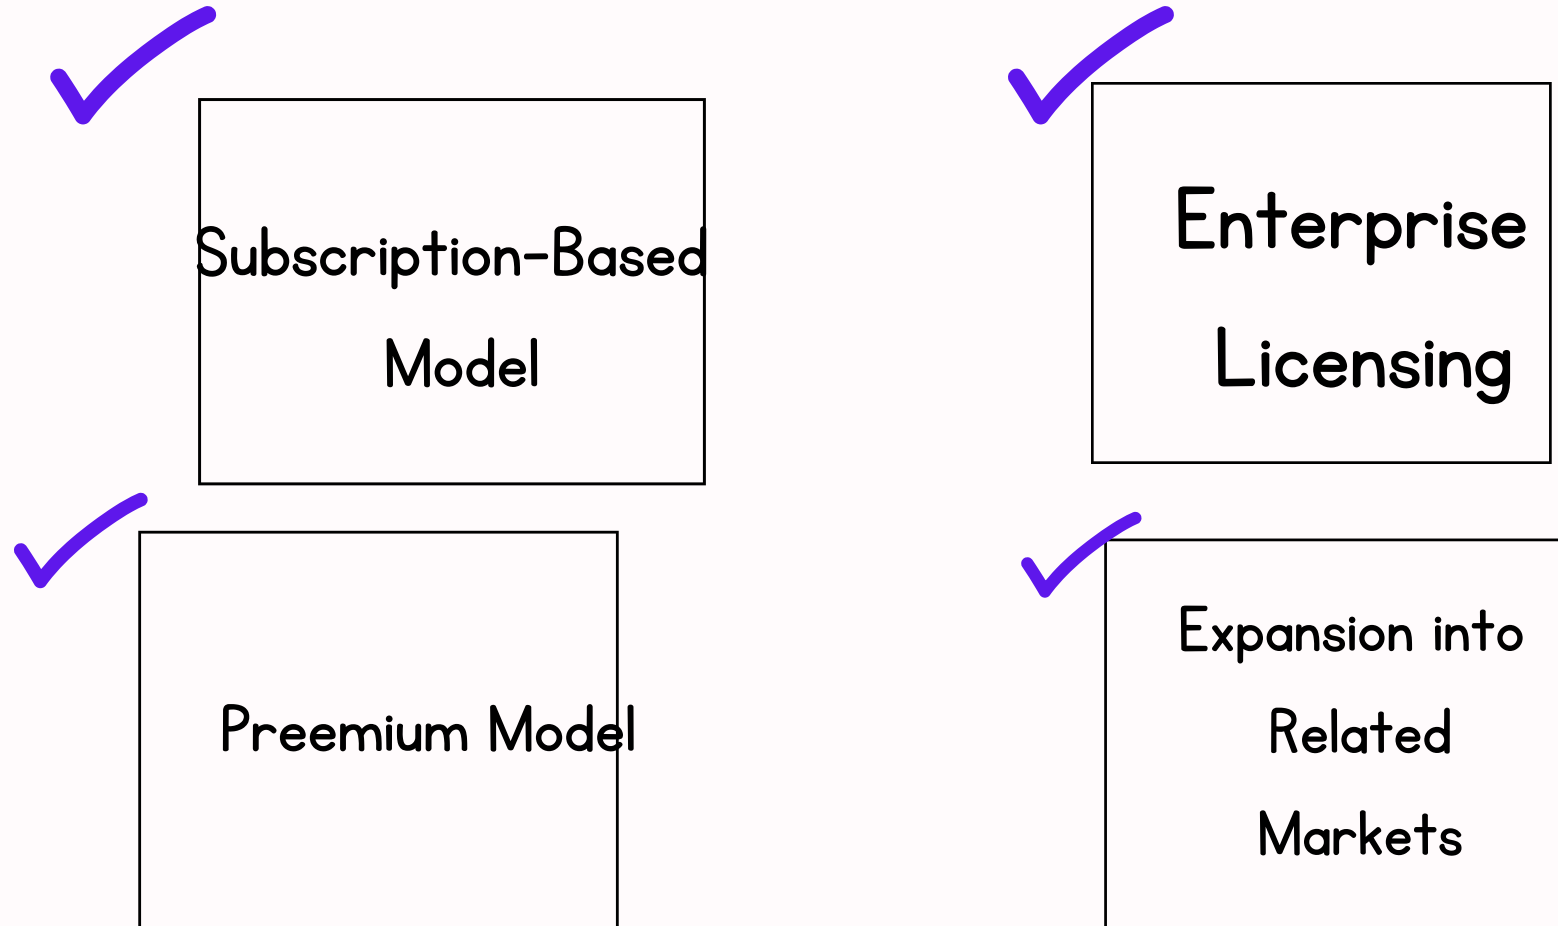 Subscription-Based
Model
Enterprise
Licensing
Preemium Model
Expansion into
Related
Markets